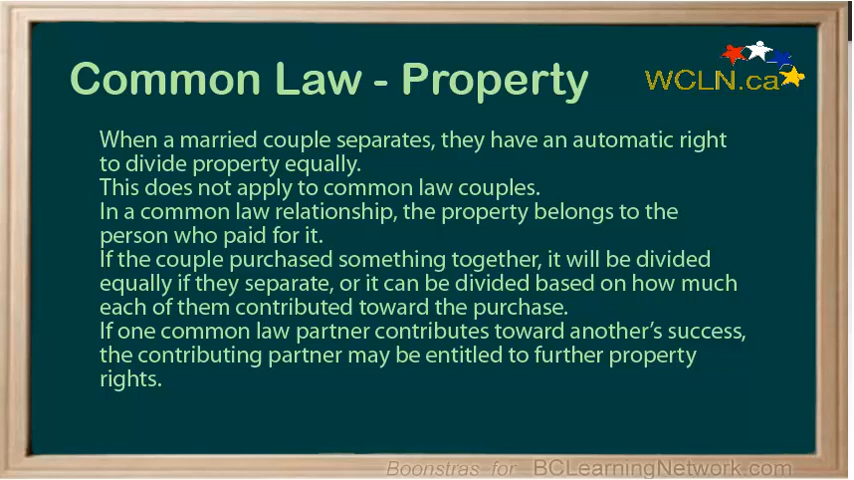 Common Law - Property
WCLN.ca
When a married couple separates, they have an automatic right
to divide property equally.
This does not apply to common law couples.
In a common law relationship, the property belongs to the
person who paid for it.
If the couple purchased something together, it will be divided
equally if they separate, or it can be divided based on how much
each of them contributed toward the purchase.
If one common law partner contributes toward another's success,
the contributing partner may be entitled to further property
rights.
Boonstras for BCLearningNetwork.com